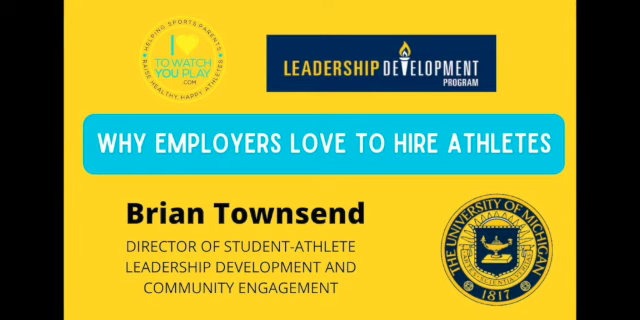 HELPING SPORTS PARENTS
I
TO WATCH
YOU PLAY
.COM
RAISE HEALTHY, HAPPY ATHLETES
LEADERSHIP DEVELOPMENT
PROGRAM
WHY EMPLOYERS LOVE TO HIRE ATHLETES
Brian Townsend
DIRECTOR OF STUDENT-ATHLETE
LEADERSHIP DEVELOPMENT AND
COMMUNITY ENGAGEMENT
THE UNIVERSITY OF MICHIGAN
1817